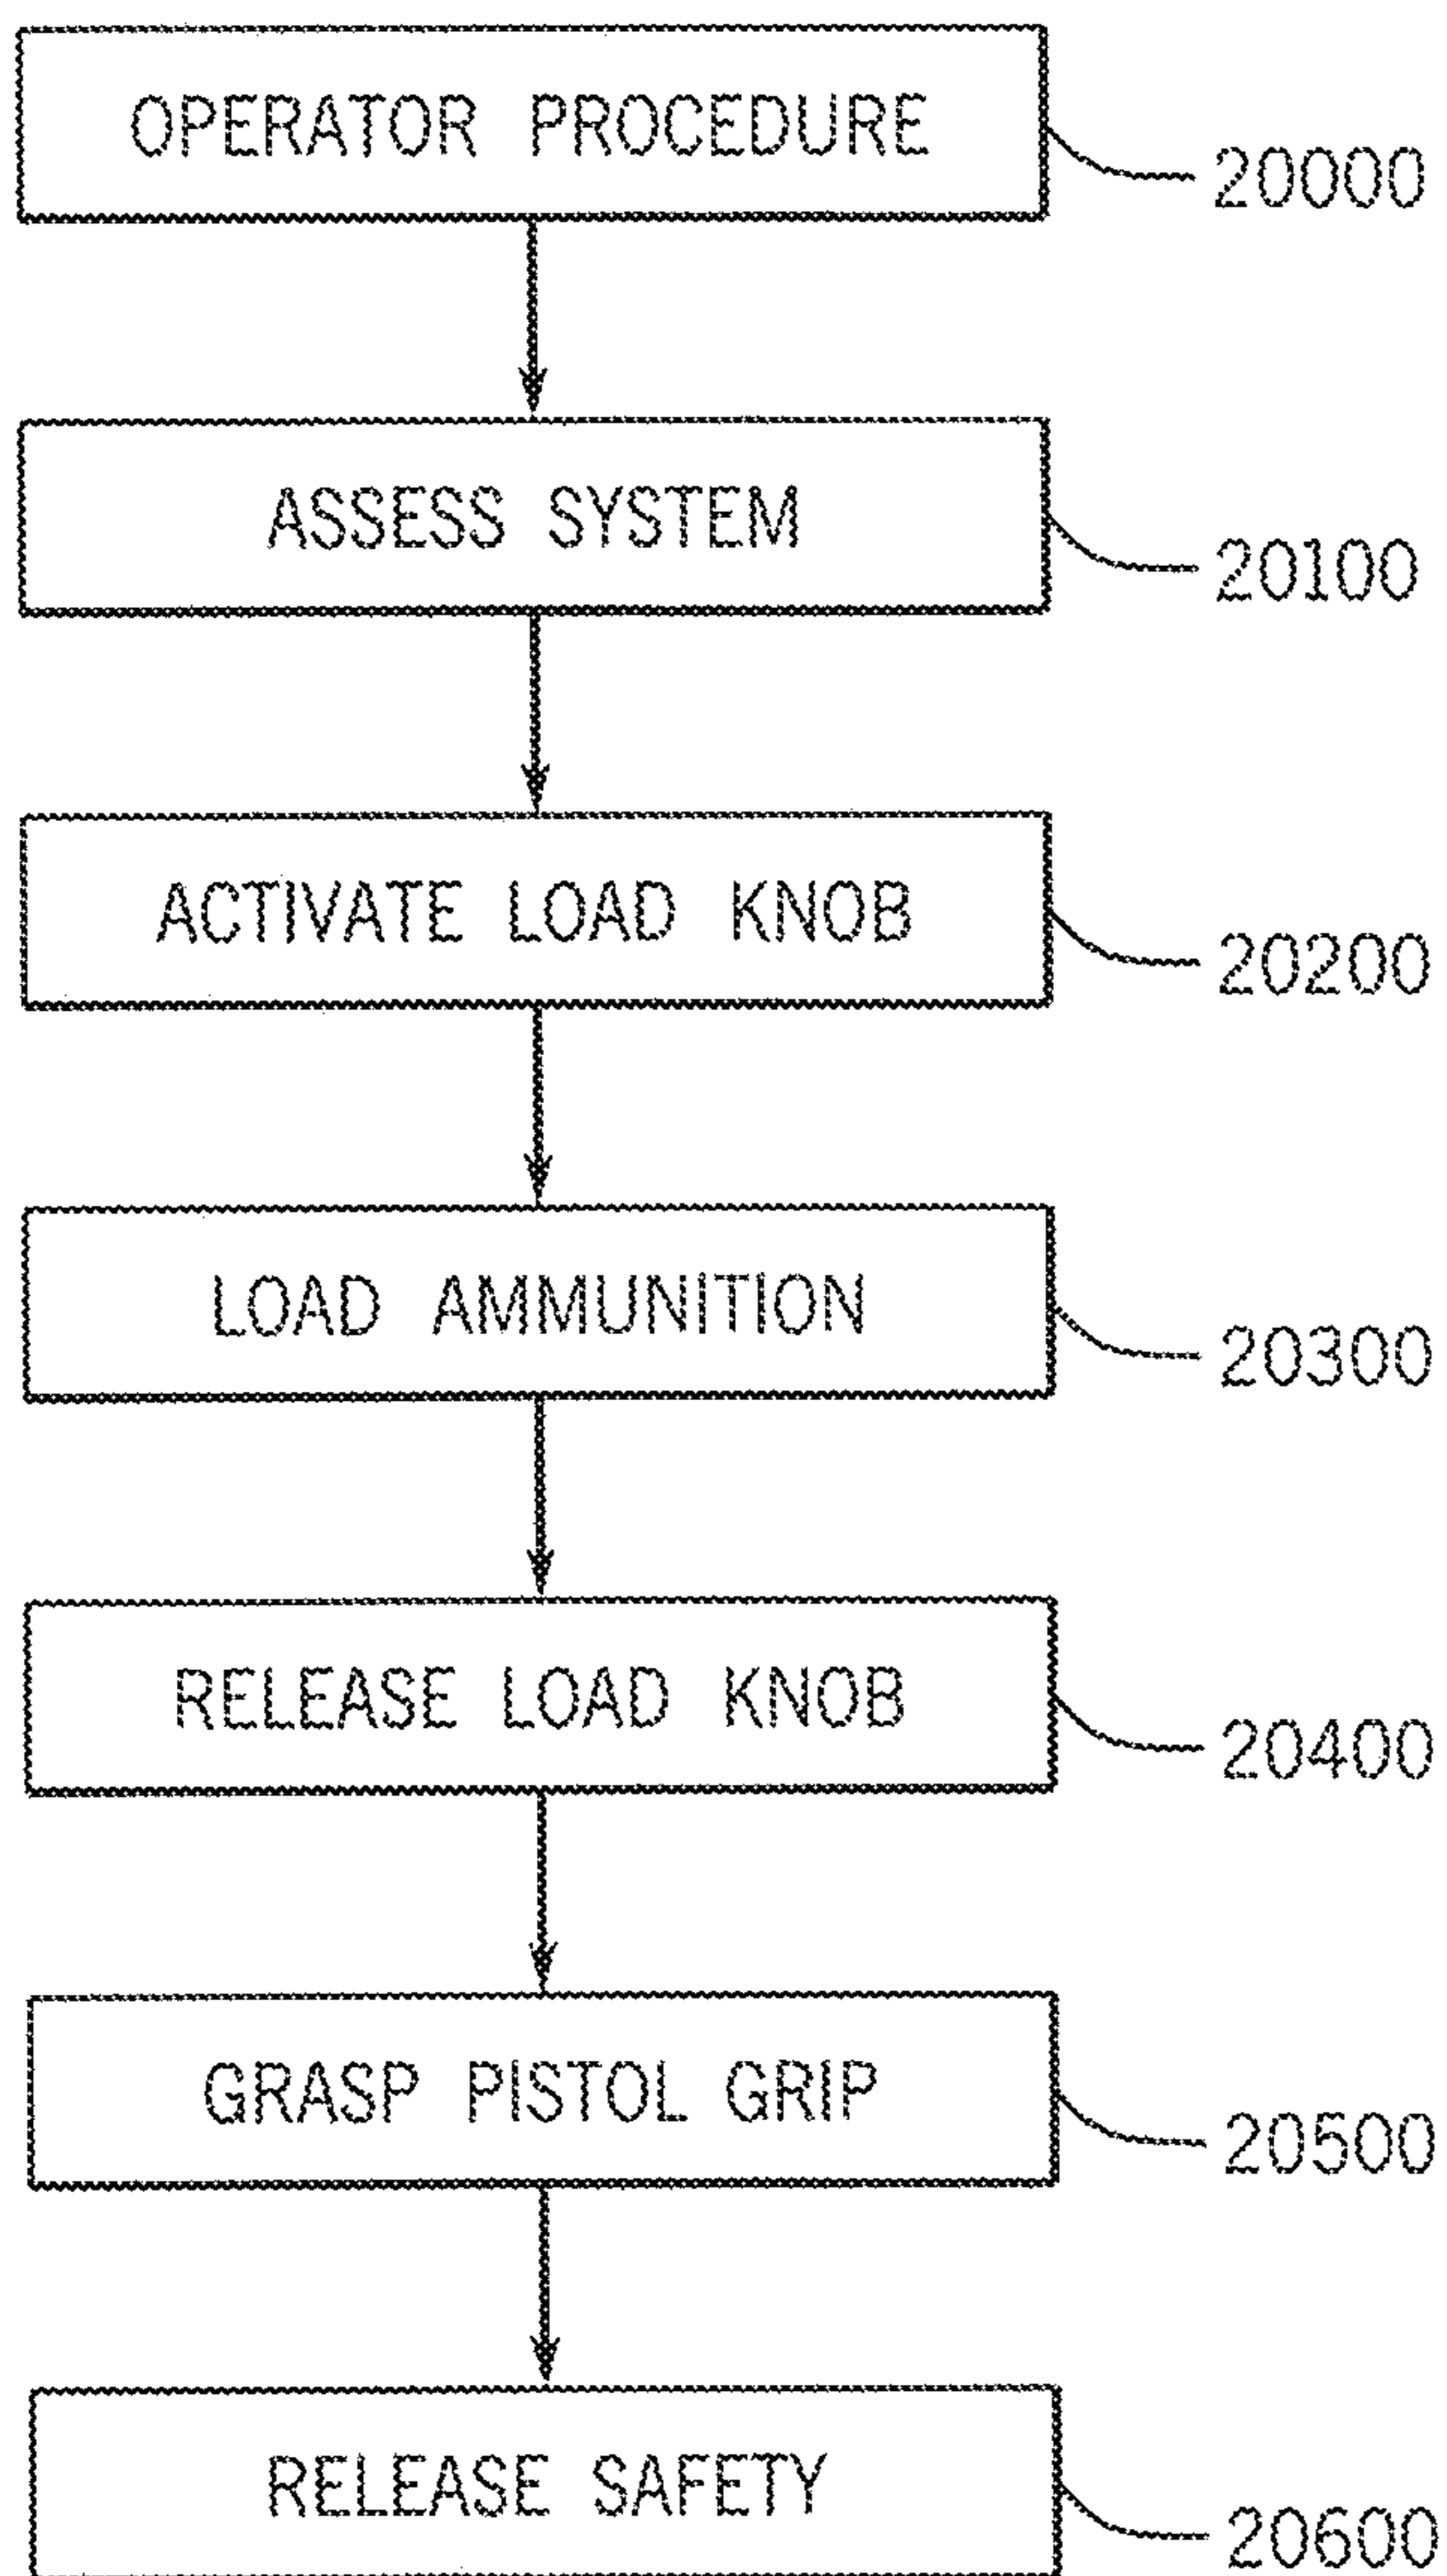 OPERATOR PROCEDURE
20000
ASSESS SYSTEM
20100
ACTIVATE LOAD KNOB
20200
LOAD AMMUNITION
20300
RELEASE LOAD KNOB
20400
GRASP PISTOL GRIP
20500
RELEASE SAFETY
20600